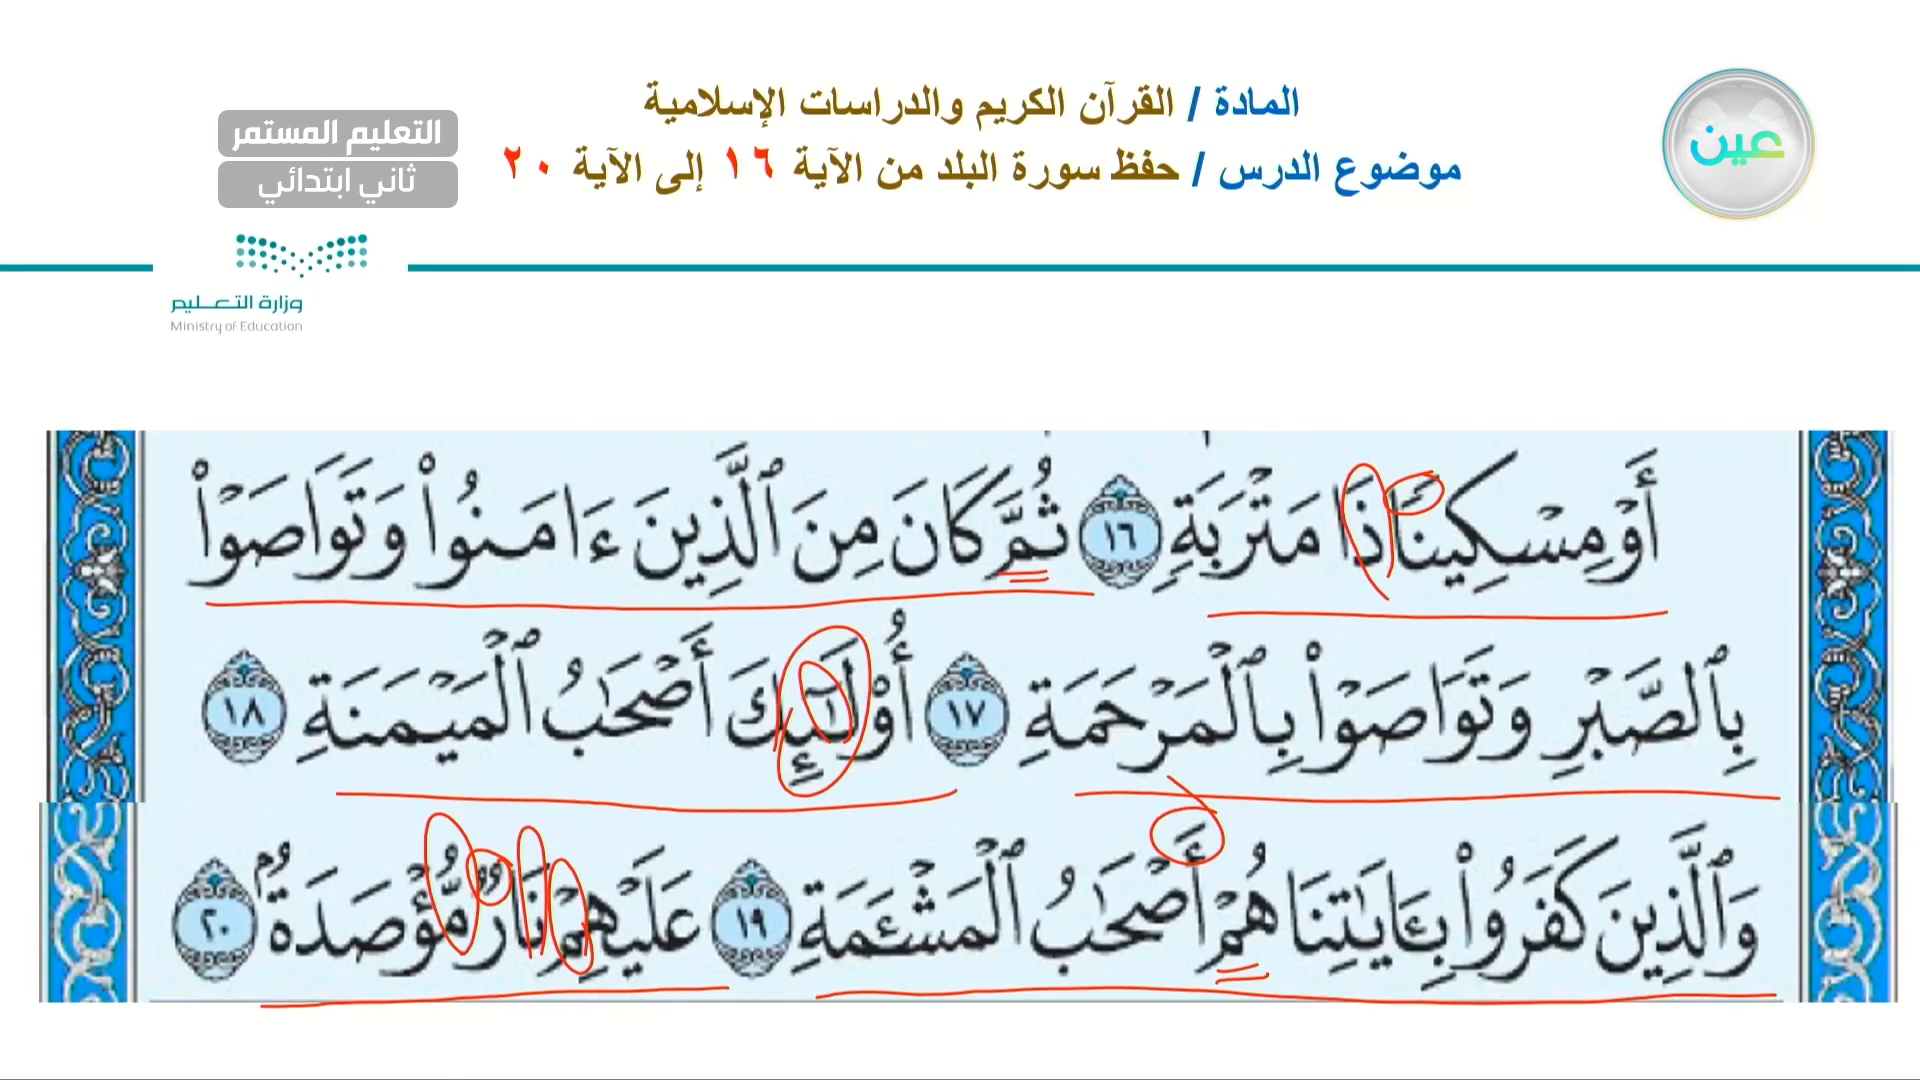 المادة / القرآن الكريم والدراسات الإسلامية
موضوع الدرس / حفظ سورة البلد من الآية ١٦ إلى الآية ٢٠
عين
التعليم المستمر
ثاني ابتدائي
وزارة التعليم
Ministry of Education
أَوْ مِسْكِينًا ذَا مَتْرَبَةٍ ١٦ ثُمَّ كَانَ مِنَ ٱلَّذِينَ ءَامَنُوا۟ وَتَوَاصَوْا۟
بِٱلصَّبْرِ وَتَوَاصَوْا۟ بِٱلْمَرْحَمَةِ ١٧ أُو۟لَٰٓئِكَ أَصْحَٰبُ ٱلْمَيْمَنَةِ ١٨
وَٱلَّذِينَ كَفَرُوا۟ بِـَٔايَٰتِنَا هُمْ أَصْحَٰبُ ٱلْمَشْـَٔمَةِ ١٩ عَلَيْهِمْ نَارٌ مُّؤْصَدَةٌۢ ٢٠